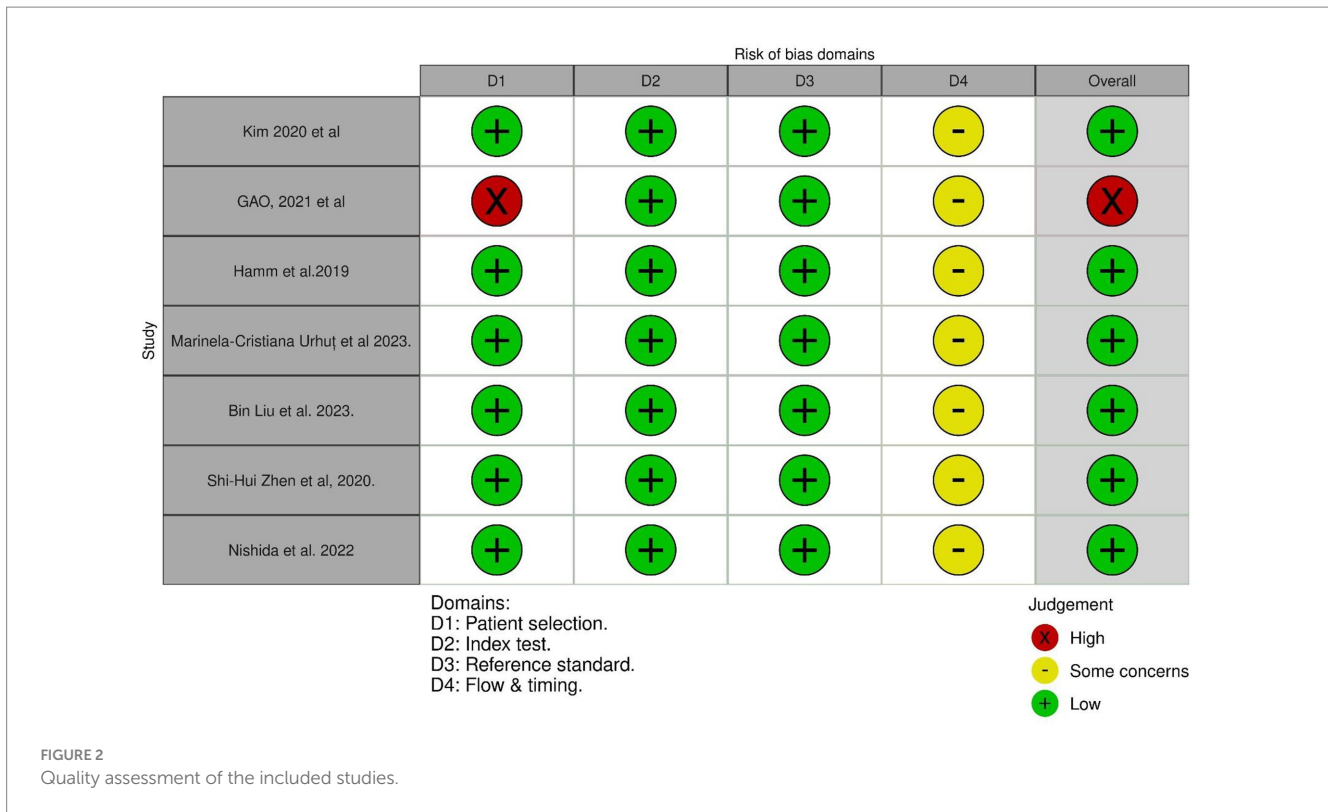 Risk of bias domains
D1 D2 D3 D4 Overall
Study
Kim 2020 et al + + + - +
GAO, 2021 et al X + + - X
Hamm et al.2019 + + + - +
Marinela-Cristiana Urhuț et al 2023. + + + - +
Bin Liu et al. 2023. + + + - +
Shi-Hui Zhen et al, 2020. + + + - +
Nishida et al. 2022 + + + - +
Domains:
D1: Patient selection.
D2: Index test.
D3: Reference standard.
D4: Flow & timing.
Judgement
X High
- Some concerns
+ Low
FIGURE 2
Quality assessment of the included studies.